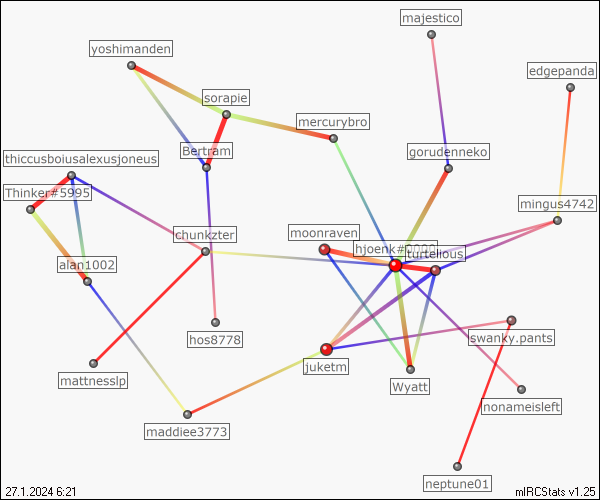 majestico
yoshimanden
edgepanda
sorapie
mercurybro
Bertram
gorudenneko
thiccusboiusalexusjoneus
Thinker#5995
mingus4742
moonraven
chunkzter
hjoenk#0000
turtelious
alan1002
hos8778
swanky.pants
juketm
mattnesslp
Wyatt
nonameisleft
maddiee3773
neptune01
27.1.2024 6:21
mIRCStats v1.25